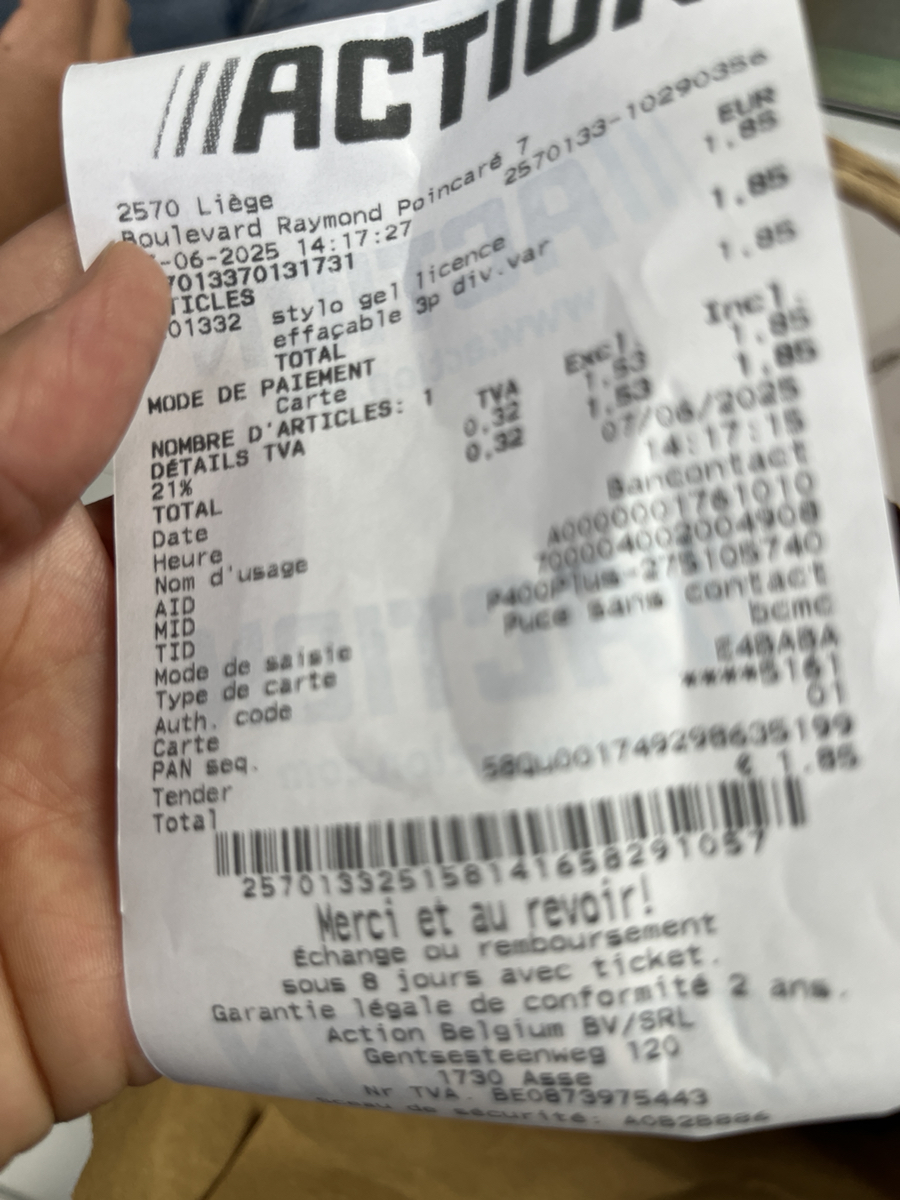 ///ACTION
2570 Liège 2570133-10290356
Boulevard Raymond Poincaré 7
-06-2025 14:17:27
7013370131731 EUR
TICLES 1,85
01332 stylo gel licence
effaçable 3p div.var
TOTAL 1,85
MODE DE PAIEMENT
Carte 1,85
NOMBRE D'ARTICLES: 1
DÉTAILS TVA TVA Excl. Incl.
21% 0,32 1,53 1,85
TOTAL 0,32 1,53 1,85
Date 07/06/2025
Heure 14:17:15
Nom d'usage Bancontact
AID A0000001761010
MID 700004002004908
TID P400Plus-275105740
Mode de saisie Puce sans contact
Type de carte bcmc
Auth. code E4BABA
Carte ****5161
PAN seq. 01
Tender 58Qu001749298635199
Total € 1.85
257013325158141658291057
Merci et au revoir!
Échange ou remboursement
sous 8 jours avec ticket.
Garantie légale de conformité 2 ans.
Action Belgium BV/SRL
Gentsesteenweg 120
1730 Asse
Nr TVA. BE0873975443
de sécurité: